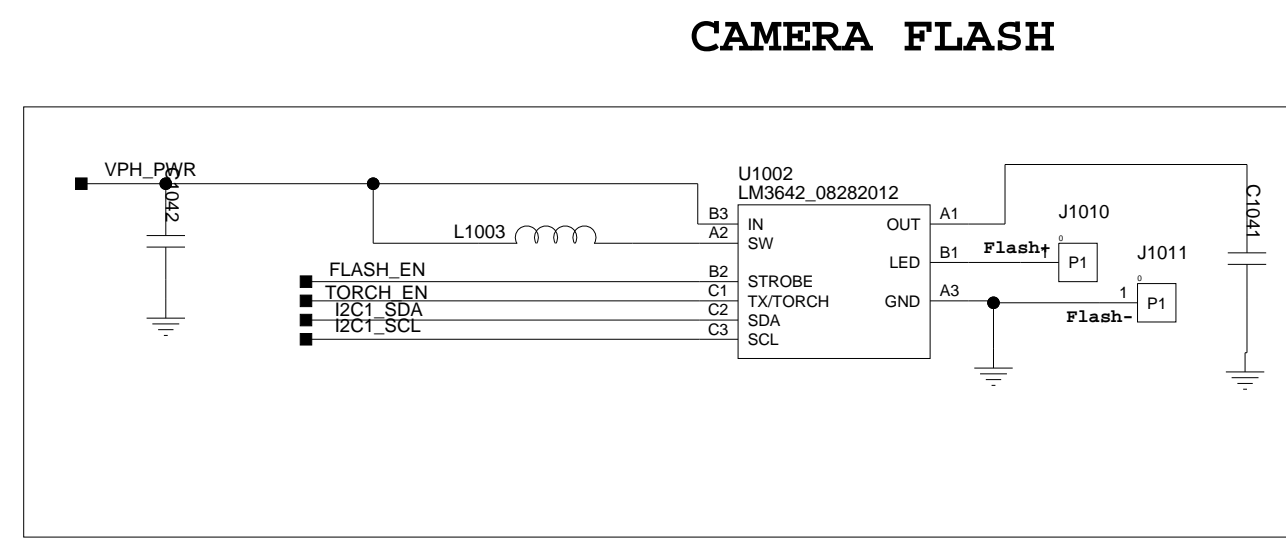 CAMERA FLASH
VPH_PWR
C1042
U1002
LM3642_08282012
B3
IN
OUT
A1
J1010
C1041
L1003
A2
SW
0
B1
Flash+
P1
LED
J1011
FLASH_EN
B2
STROBE
0
TORCH_EN
C1
TX/TORCH
GND
A3
1
P1
Flash-
I2C1_SDA
C2
SDA
I2C1_SCL
C3
SCL